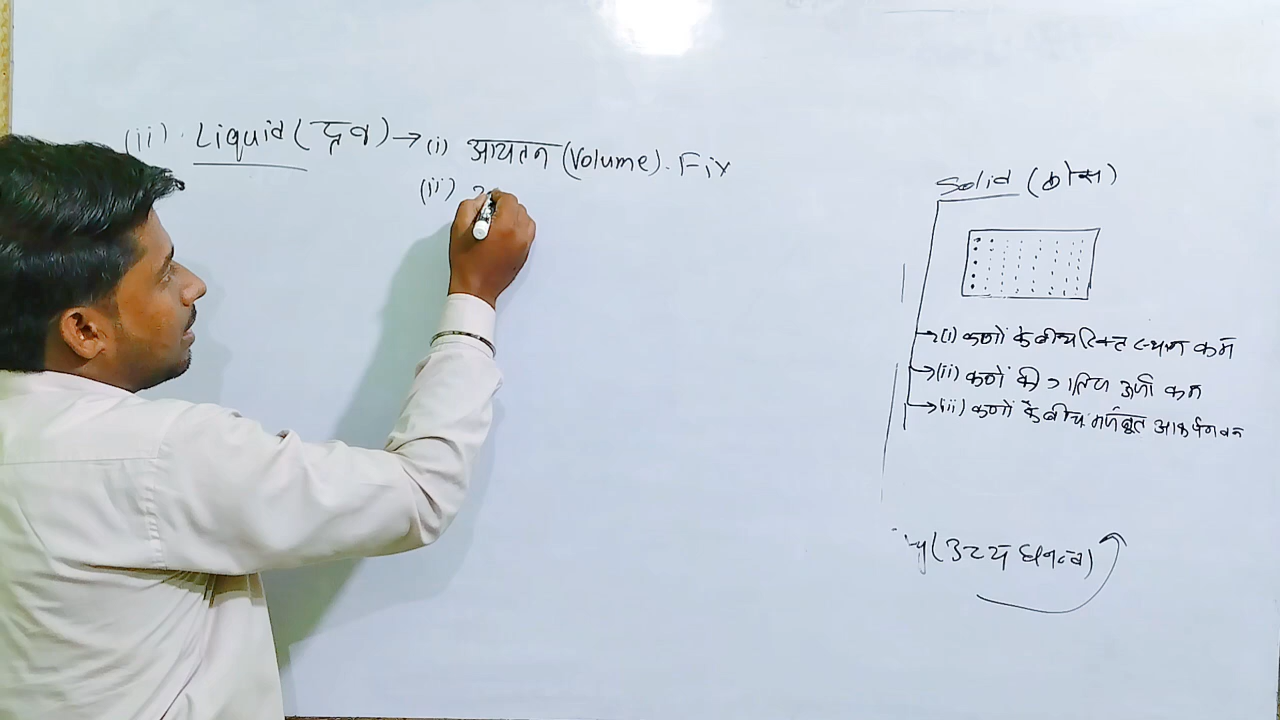 (ii). Liquid (द्रव) → (i) आयतन (Volume). Fix
(ii)
Solid (ठोस)
→ (i) कणों के बीच रिक्त स्थान कम
→ (ii) कणों की गतिज ऊर्जा कम
→ (iii) कणों के बीच मजबूत आकर्षण बल
(उच्च घनत्व)